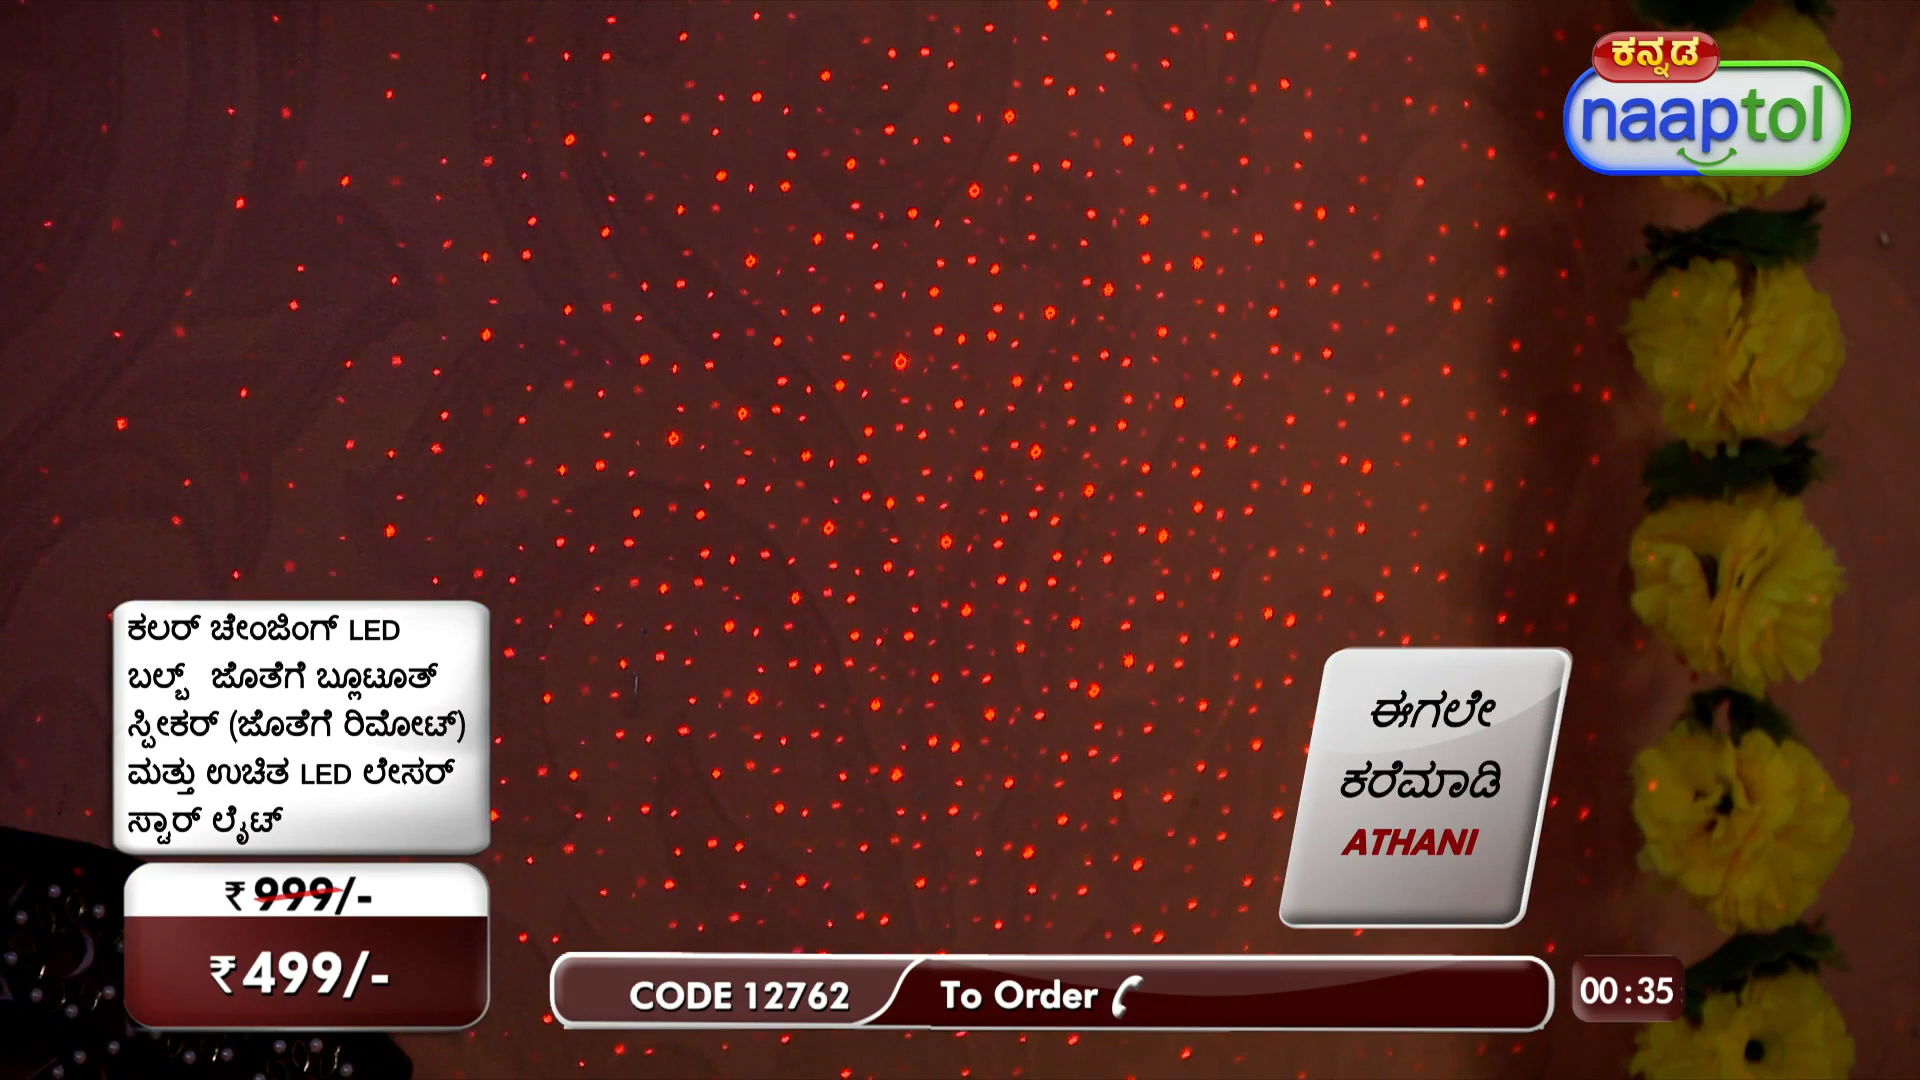 ಕನ್ನಡ
naaptol
ಕಲರ್ ಚೇಂಜಿಂಗ್ LED
ಬಲ್ಬ್ ಜೊತೆಗೆ ಬ್ಲೂಟೂತ್
ಸ್ಪೀಕರ್ (ಜೊತೆಗೆ ರಿಮೋಟ್)
ಮತ್ತು ಉಚಿತ LED ಲೇಸರ್
ಸ್ಟಾರ್ ಲೈಟ್
₹999/-
₹499/-
ಈಗಲೇ
ಕರೆಮಾಡಿ
ATHANI
CODE 12762 To Order
00:35